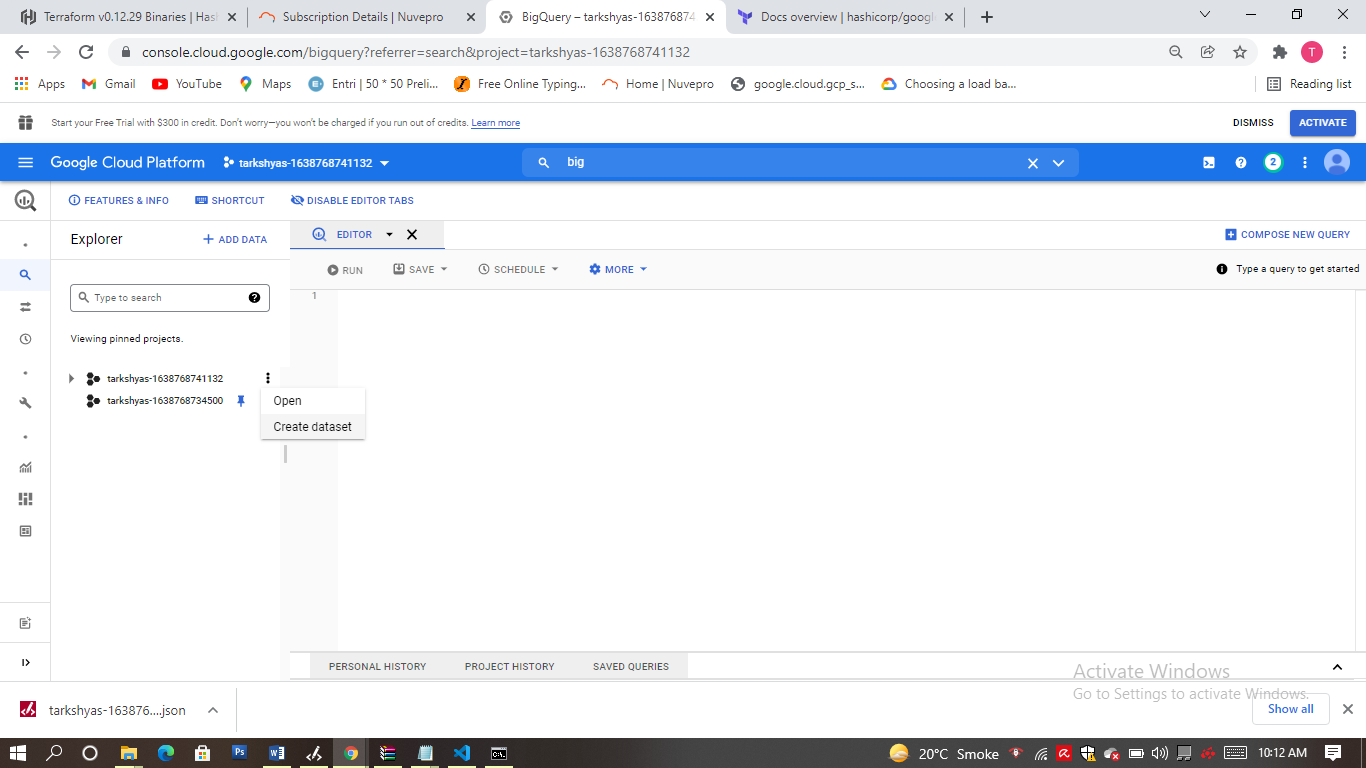 Terraform v0.12.29 Binaries | Has
Subscription Details | Nuvepro
BigQuery – tarkshyas-163876874
Docs overview | hashicorp/google
console.cloud.google.com/bigquery?referrer=search&project=tarkshyas-1638768741132
T
Apps
Gmail
YouTube
Maps
Entri | 50 * 50 Preli...
Free Online Typing...
Home | Nuvepro
google.cloud.gcp_s...
Choosing a load ba...
Reading list
Start your Free Trial with $300 in credit. Don't worry—you won't be charged if you run out of credits. Learn more
DISMISS
ACTIVATE
Google Cloud Platform
tarkshyas-1638768741132
big
2
FEATURES & INFO
SHORTCUT
DISABLE EDITOR TABS
Explorer
+ ADD DATA
EDITOR
COMPOSE NEW QUERY
RUN
SAVE
SCHEDULE
MORE
Type a query to get started
Type to search
1
Viewing pinned projects.
tarkshyas-1638768741132
tarkshyas-1638768734500
Open
Create dataset
PERSONAL HISTORY
PROJECT HISTORY
SAVED QUERIES
Activate Windows
Go to Settings to activate Windows.
tarkshyas-163876....json
Show all
20°C Smoke
10:12 AM